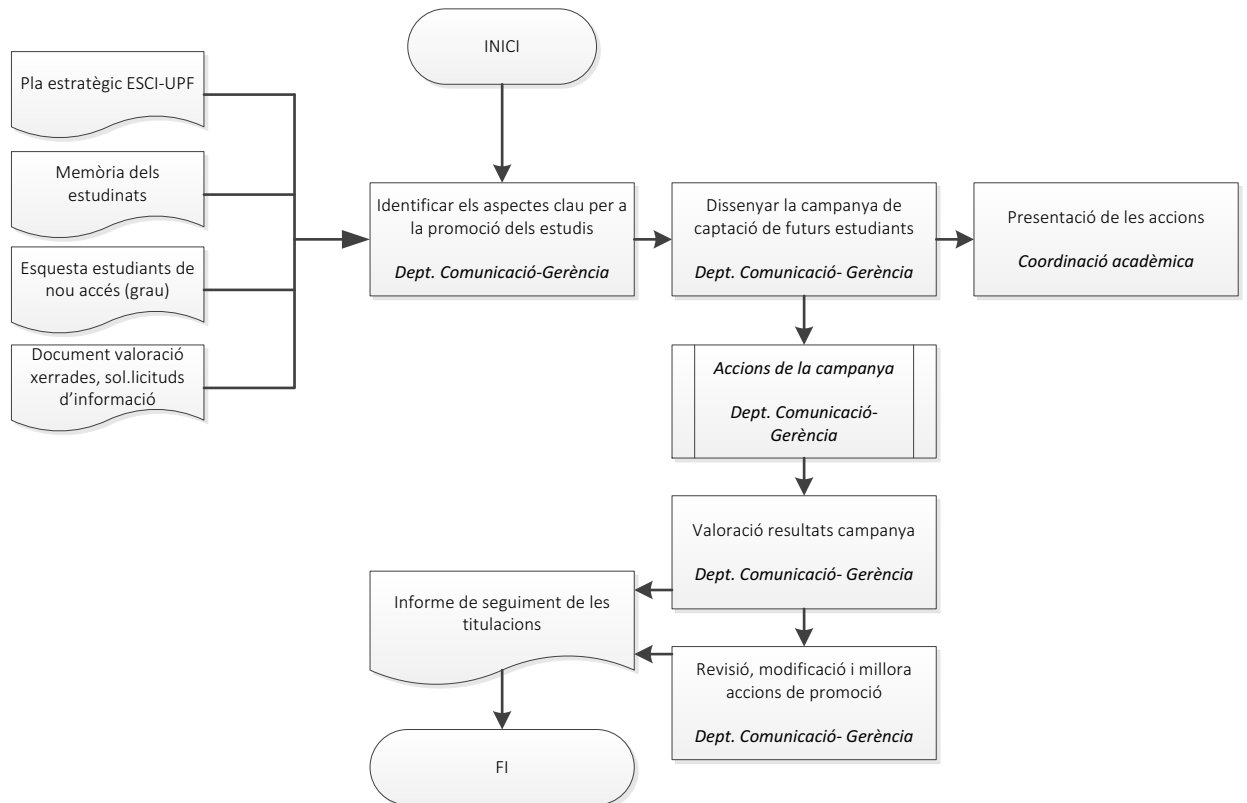 INICI
Pla estratègic ESCI-UPF
Memòria dels
estudinats
Esquesta estudiants de
nou accés (grau)
Document valoració
xerrades, sol.licituds
d’informació
Identificar els aspectes clau per a
la promoció dels estudis
Dept. Comunicació-Gerència
Dissenyar la campanya de
captació de futurs estudiants
Dept. Comunicació- Gerència
Presentació de les accions
Coordinació acadèmica
Accions de la campanya
Dept. Comunicació-
Gerència
Valoració resultats campanya
Dept. Comunicació- Gerència
Informe de seguiment de les
titulacions
Revisió, modificació i millora
accions de promoció
Dept. Comunicació- Gerència
FI